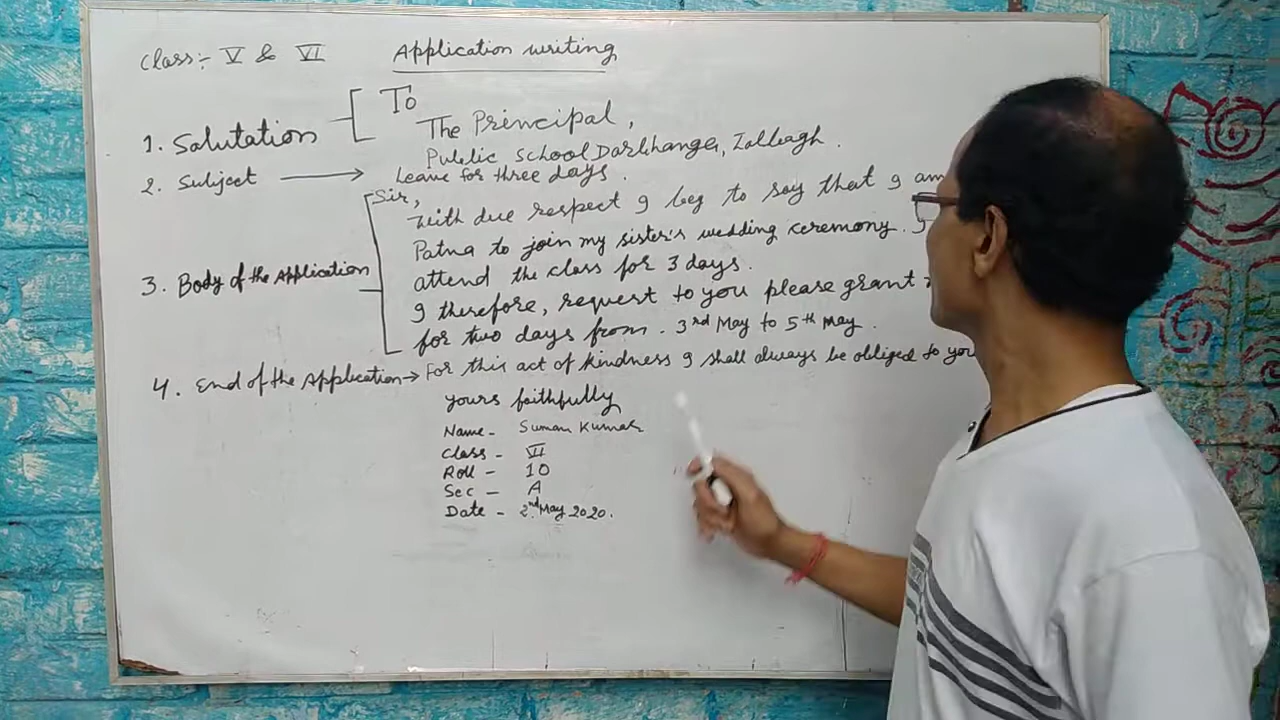 Class:- V & VI Application writing
1. Salutation To
The Principal,
Public School Darbhanga, Lalbagh.
2. Subject → Leave for three days.
Sir,
With due respect I beg to say that I am
Patna to join my sister's wedding ceremony. I
3. Body of the Application attend the class for 3 days.
I therefore, request to you please grant
for two days from. 3rd May to 5th May.
4. End of the Application → For this act of kindness I shall always be obliged to you
yours faithfully
Name - Suman Kumar
Class - VI
Roll - 10
Sec - A
Date - 2nd May 2020.